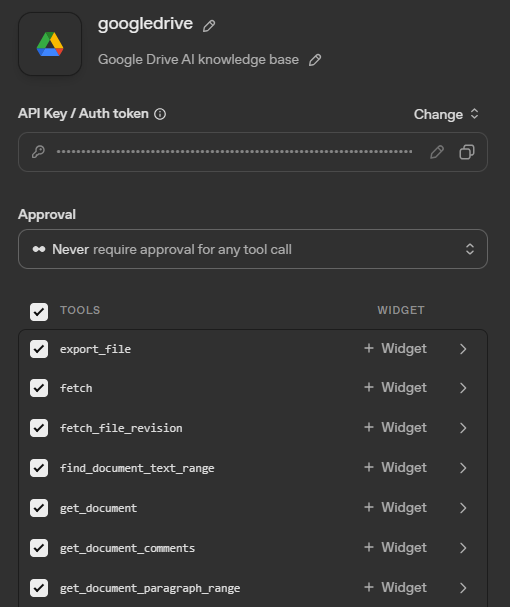 googledrive
Google Drive AI knowledge base
API Key / Auth token
Change
••••••••••••••••••••••••••••••••••••••••••••••••••••••••••••••••••••••
Approval
Never require approval for any tool call
TOOLS WIDGET
export_file + Widget
fetch + Widget
fetch_file_revision + Widget
find_document_text_range + Widget
get_document + Widget
get_document_comments + Widget
get_document_paragraph_range + Widget